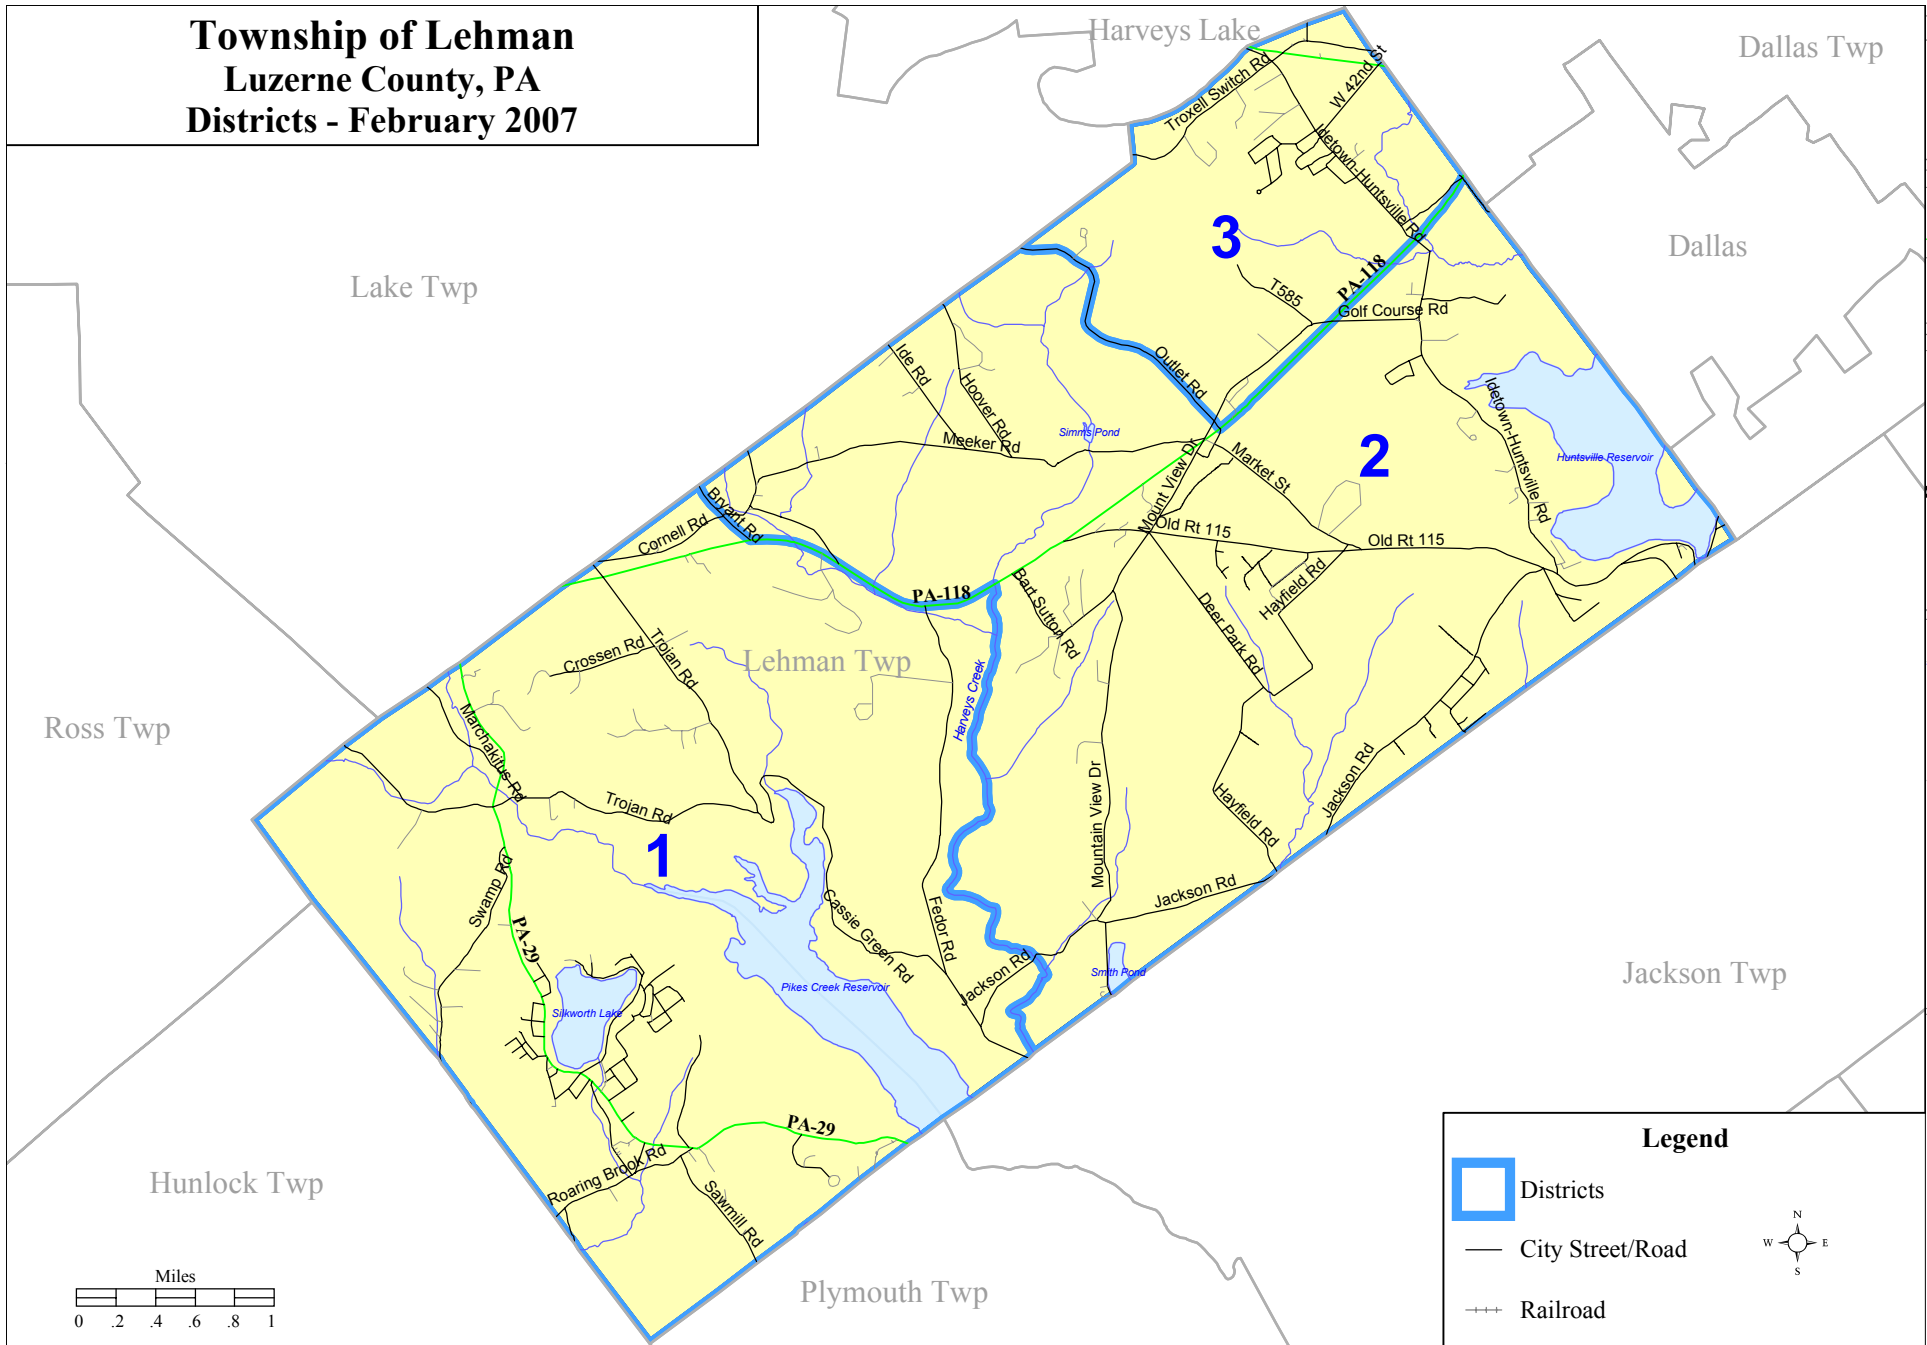 Township of Lehman
Luzerne County, PA
Districts - February 2007
Harveys Lake
Dallas Twp
Dallas
Lake Twp
Ross Twp
Hunlock Twp
Plymouth Twp
Jackson Twp
Lehman Twp
Troxell Switch Rd
W 42nd St
Idetown-Huntsville Rd
3
PA-118
T585
Golf Course Rd
Outlet Rd
Ide Rd
Hoover Rd
Meeker Rd
Simms Pond
Market St
2
Idetown-Huntsville Rd
Huntsville Reservoir
Mount View Dr
Old Rt 115
Old Rt 115
Bryant Rd
Cornell Rd
PA-118
Bart Sutton Rd
Hayfield Rd
Deer Park Rd
Crossen Rd
Trojan Rd
Harveys Creek
Marchakitus Rd
Trojan Rd
1
Mountain View Dr
Hayfield Rd
Jackson Rd
Jackson Rd
Swamp Rd
PA-29
Cassie Green Rd
Fedor Rd
Jackson Rd
Smith Pond
Pikes Creek Reservoir
Silkworth Lake
PA-29
Roaring Brook Rd
Sawmill Rd
Miles
0 .2 .4 .6 .8 1
Legend
Districts
City Street/Road
Railroad
N
W E
S